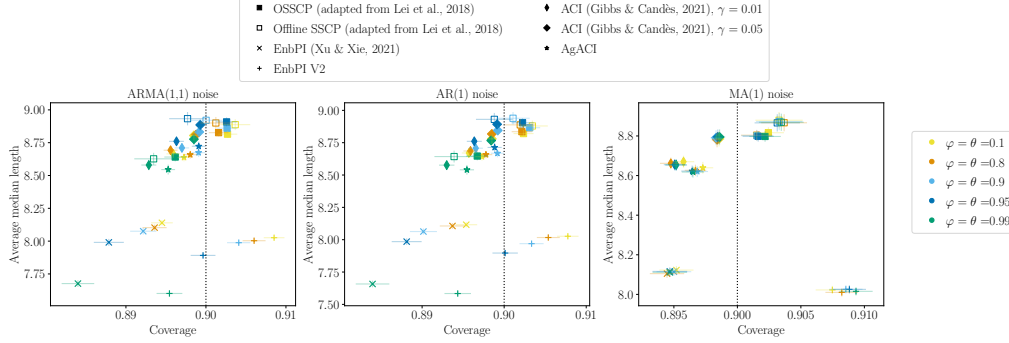 OSSCP (adapted from Lei et al., 2018)
Offline SSCP (adapted from Lei et al., 2018)
EnbPI (Xu & Xie, 2021)
EnbPI V2
ACI (Gibbs & Candès, 2021), γ = 0.01
ACI (Gibbs & Candès, 2021), γ = 0.05
AgACI
ARMA(1,1) noise
Average median length
9.00
8.75
8.50
8.25
8.00
7.75
0.89
0.90
0.91
Coverage
AR(1) noise
Average median length
9.00
8.75
8.50
8.25
8.00
7.75
7.50
0.89
0.90
0.91
Coverage
MA(1) noise
Average median length
8.8
8.6
8.4
8.2
8.0
0.895
0.900
0.905
0.910
Coverage
φ = θ =0.1
φ = θ =0.8
φ = θ =0.9
φ = θ =0.95
φ = θ =0.99